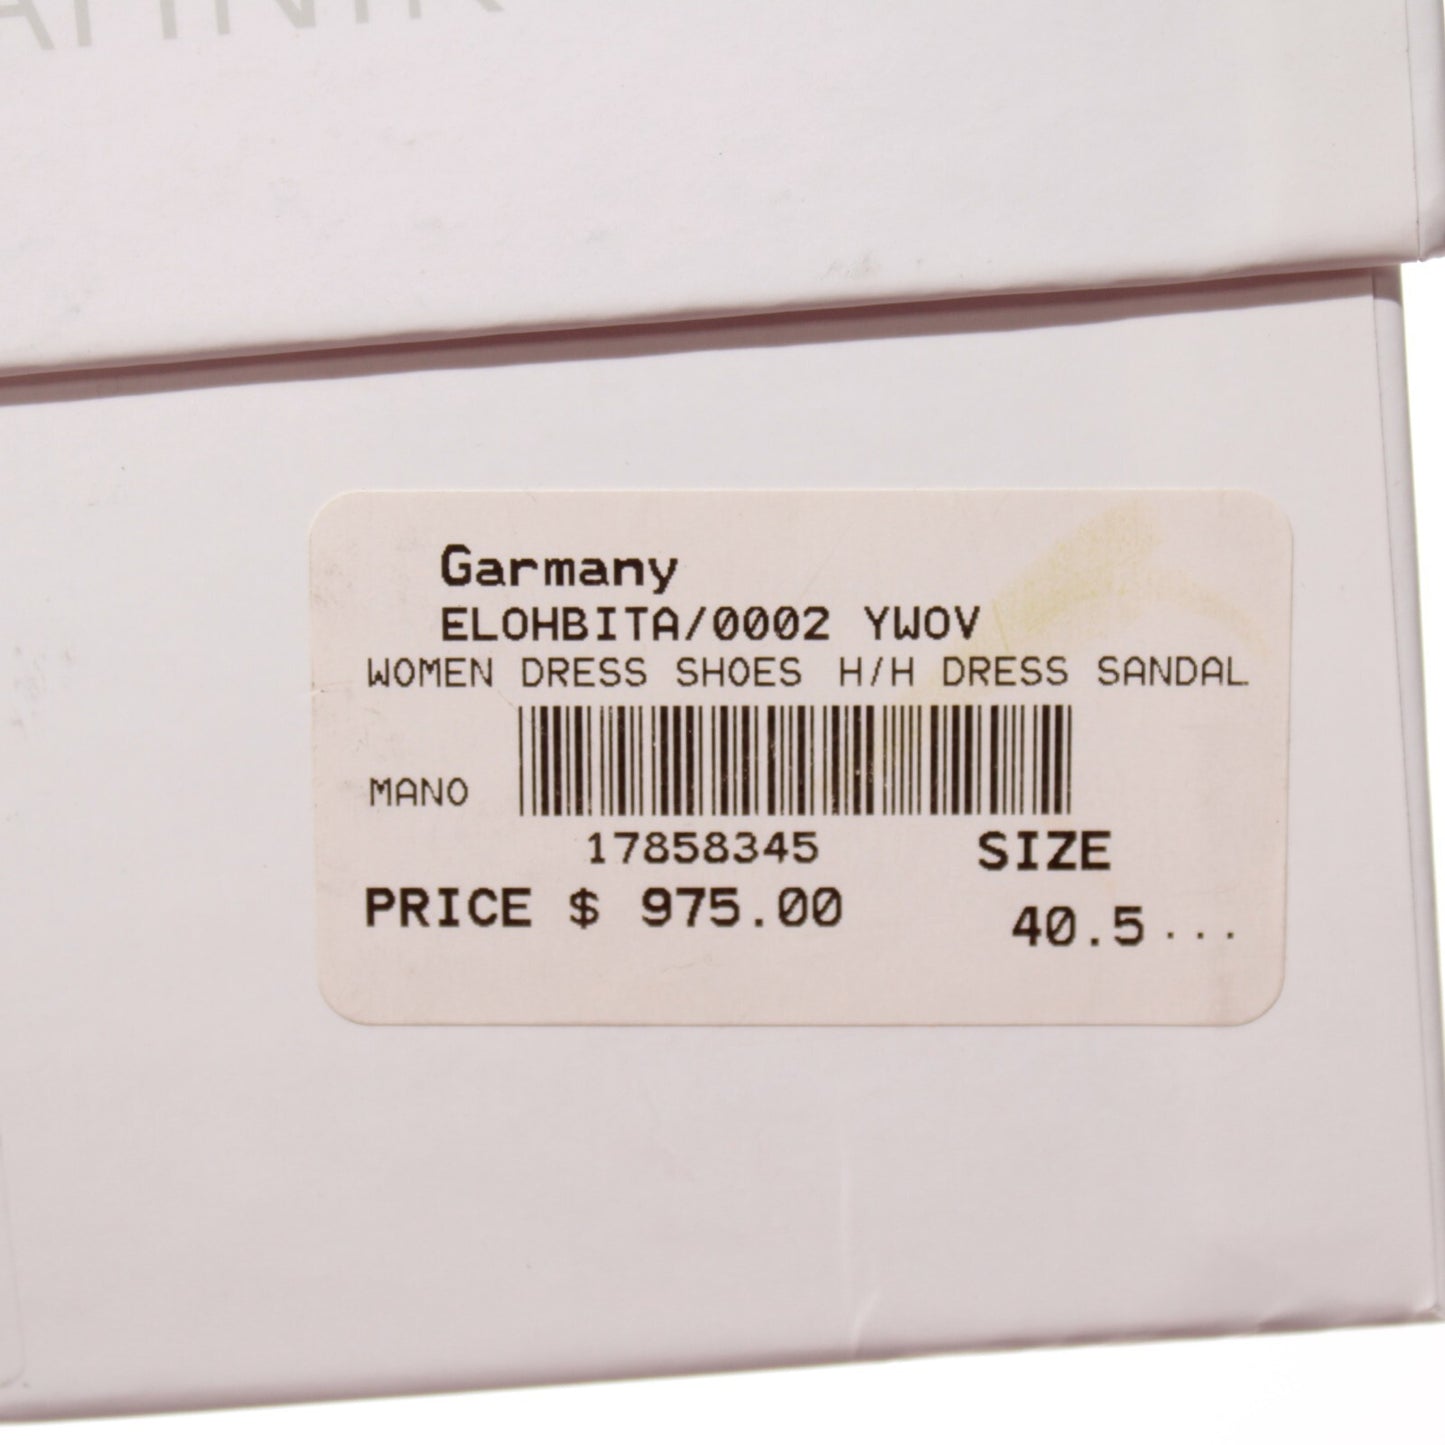 Garmany
ELOHBITA/0002 YWOV
WOMEN DRESS SHOES H/H DRESS SANDAL
MANO
17858345
SIZE
PRICE $ 975.00
40.5...